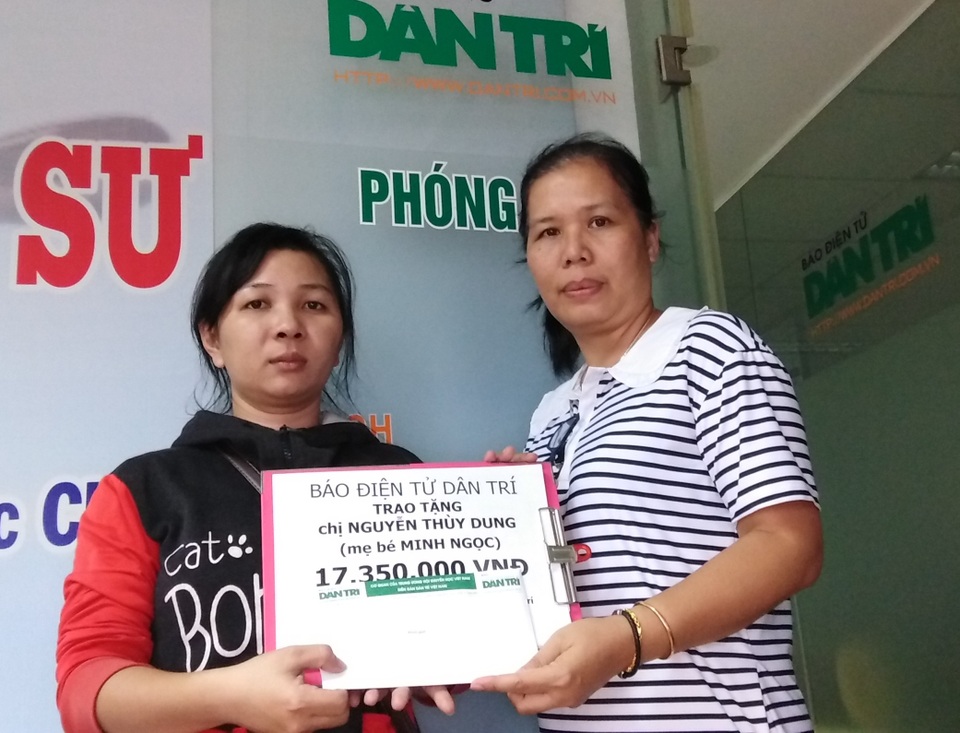 DÂN TRÍ
HTTP://WWW.DANTRI.COM.VN
SƯ
PHÓNG
BÁO ĐIỆN TỬ
DÂN TRÍ
HTTP://WWW.DANTRI.COM.VN
cat
BÁO ĐIỆN TỬ DÂN TRÍ
TRAO TẶNG
chị NGUYỄN THÙY DUNG
(mẹ bé MINH NGỌC)
17.350.000 VNĐ
DÂN TRÍ
DÂN TRÍ